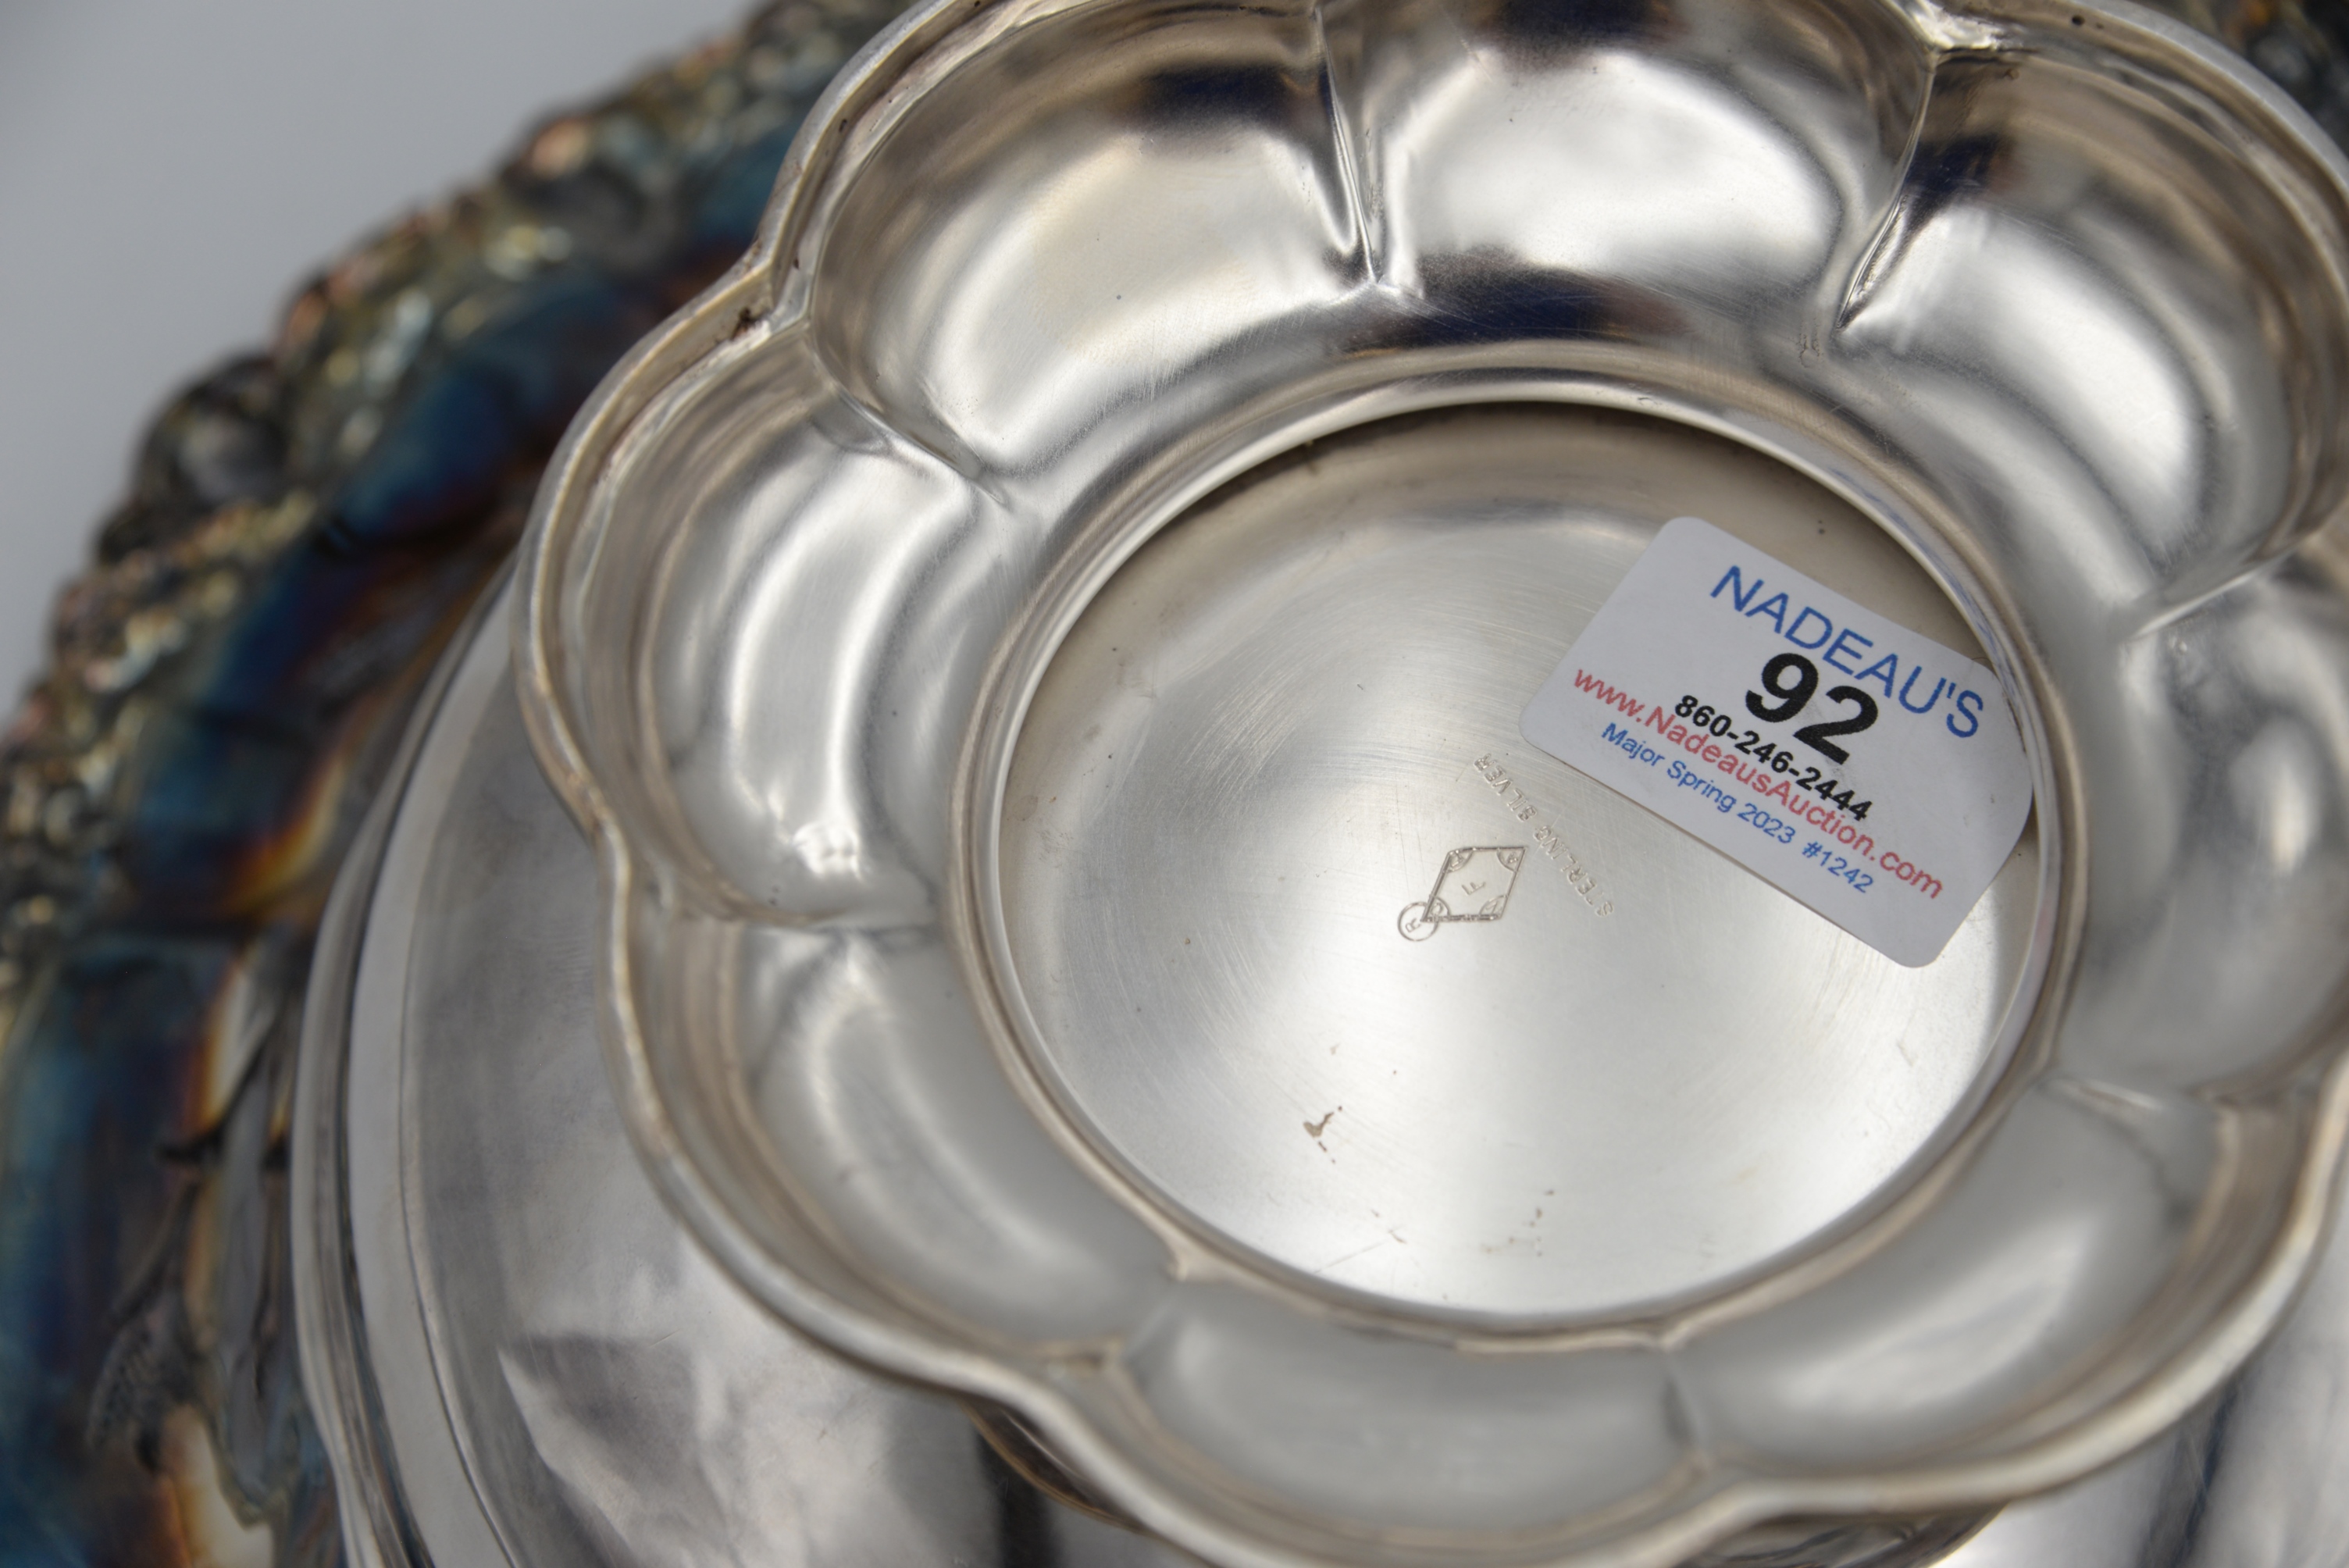 NADEAU'S
92
860-246-2444
www.NadeausAuction.com
Major Spring 2023 #1242
STERLING SILVER
F